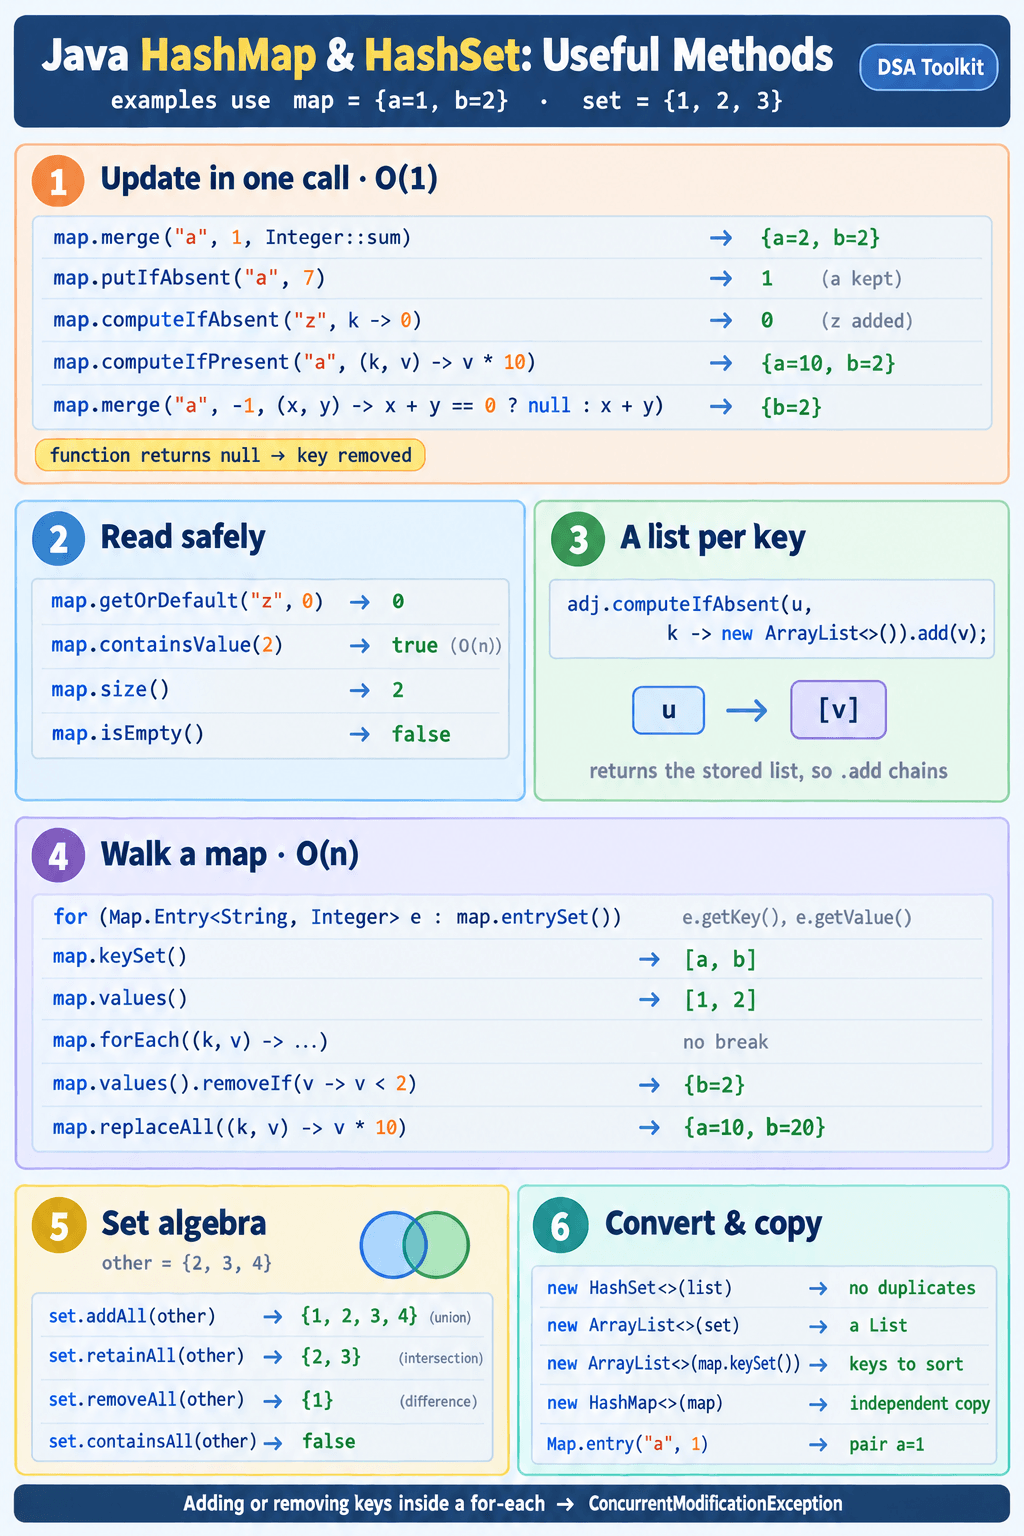 Java HashMap & HashSet: Useful Methods
DSA Toolkit
examples use map = {a=1, b=2} · set = {1, 2, 3}
1 Update in one call · O(1)
map.merge("a", 1, Integer::sum) → {a=2, b=2}
map.putIfAbsent("a", 7) → 1 (a kept)
map.computeIfAbsent("z", k -> 0) → 0 (z added)
map.computeIfPresent("a", (k, v) -> v * 10) → {a=10, b=2}
map.merge("a", -1, (x, y) -> x + y == 0 ? null : x + y) → {b=2}
function returns null → key removed
2 Read safely
map.getOrDefault("z", 0) → 0
map.containsValue(2) → true (O(n))
map.size() → 2
map.isEmpty() → false
3 A list per key
adj.computeIfAbsent(u,
k -> new ArrayList<>()).add(v);
u → [v]
returns the stored list, so .add chains
4 Walk a map · O(n)
for (Map.Entry<String, Integer> e : map.entrySet()) e.getKey(), e.getValue()
map.keySet() → [a, b]
map.values() → [1, 2]
map.forEach((k, v) -> ...) no break
map.values().removeIf(v -> v < 2) → {b=2}
map.replaceAll((k, v) -> v * 10) → {a=10, b=20}
5 Set algebra
other = {2, 3, 4}
set.addAll(other) → {1, 2, 3, 4} (union)
set.retainAll(other) → {2, 3} (intersection)
set.removeAll(other) → {1} (difference)
set.containsAll(other) → false
6 Convert & copy
new HashSet<>(list) → no duplicates
new ArrayList<>(set) → a List
new ArrayList<>(map.keySet()) → keys to sort
new HashMap<>(map) → independent copy
Map.entry("a", 1) → pair a=1
Adding or removing keys inside a for-each → ConcurrentModificationException